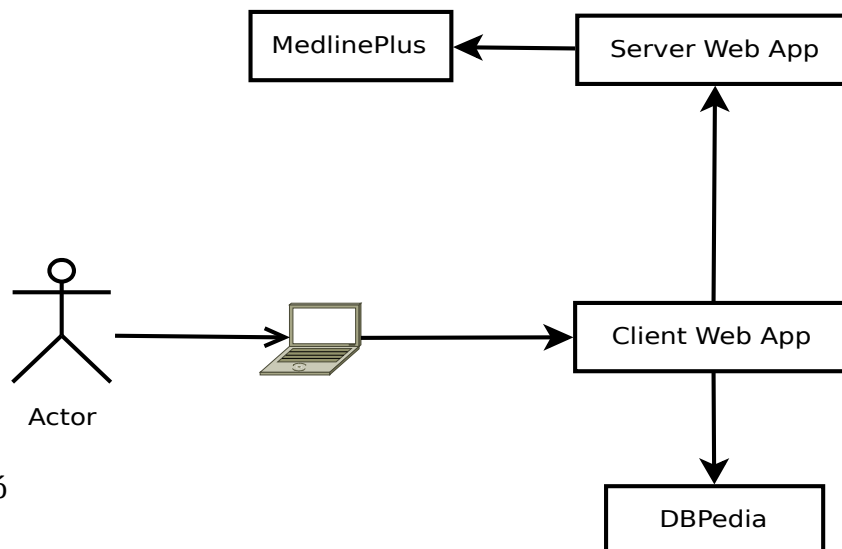 MedlinePlus
Server Web App
Client Web App
Actor
DBPedia